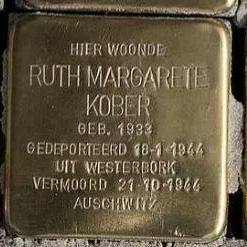 HIER WOONDE
RUTH MARGARETE
KOBER
GEB. 1933
GEDEPORTEERD 18-1-1944
UIT WESTERBORK
VERMOORD 21-10-1944
AUSCHWITZ